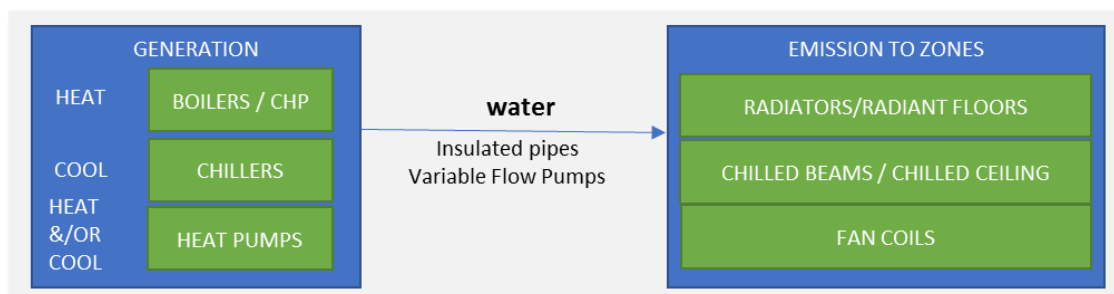 GENERATION
HEAT
BOILERS / CHP
COOL
CHILLERS
HEAT
&/OR
COOL
HEAT PUMPS
water
Insulated pipes
Variable Flow Pumps
EMISSION TO ZONES
RADIATORS/RADIANT FLOORS
CHILLED BEAMS / CHILLED CEILING
FAN COILS